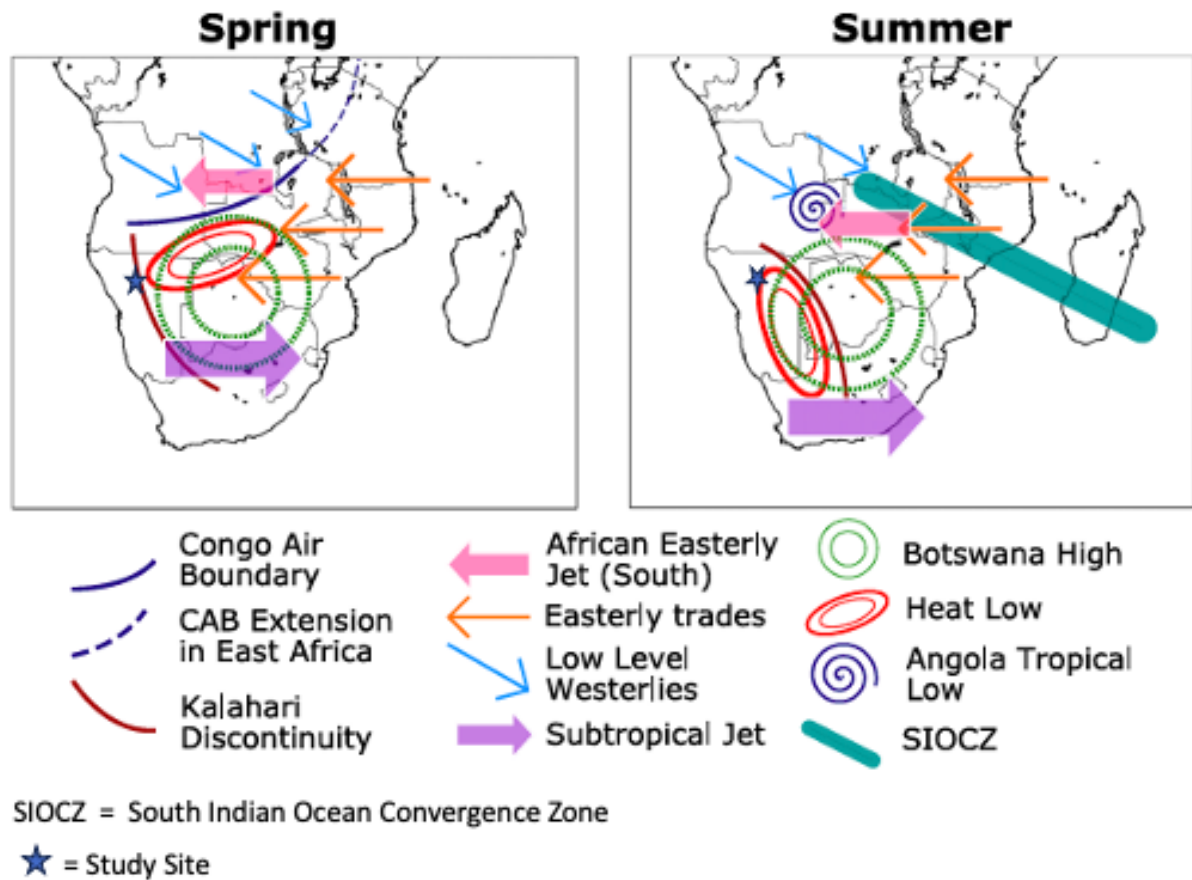 Spring
Summer
Congo Air
Boundary
CAB Extension
in East Africa
Kalahari
Discontinuity
African Easterly
Jet (South)
Easterly trades
Low Level
Westerlies
Subtropical Jet
Botswana High
Heat Low
Angola Tropical
Low
SIOCZ
SIOCZ = South Indian Ocean Convergence Zone
= Study Site